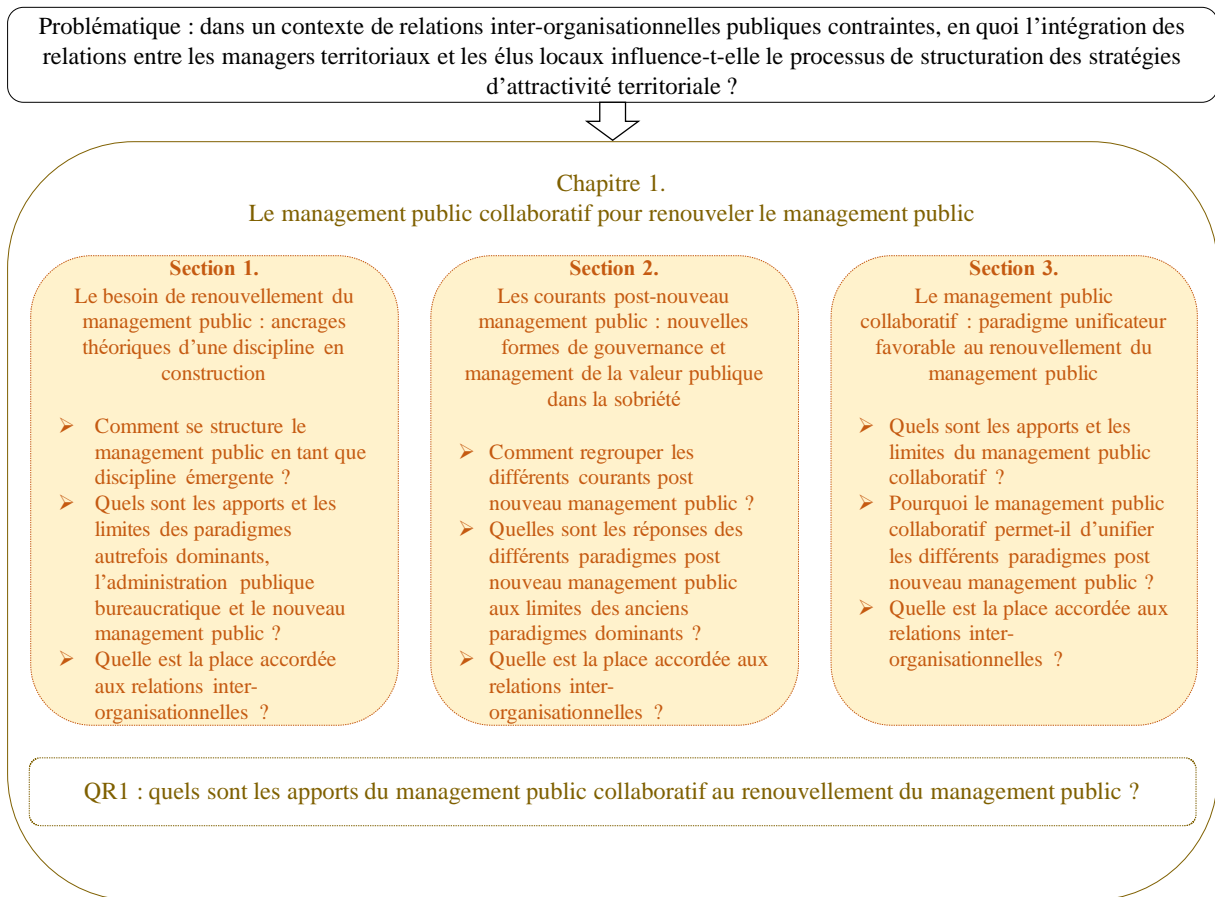 Problématique : dans un contexte de relations inter-organisationnelles publiques contraintes, en quoi l’intégration des
relations entre les managers territoriaux et les élus locaux influence-t-elle le processus de structuration des stratégies
d’attractivité territoriale ?
Chapitre 1.
Le management public collaboratif pour renouveler le management public
Section 1.
Le besoin de renouvellement du
management public : ancrages
théoriques d’une discipline en
construction
➢ Comment se structure le
management public en tant que
discipline émergente ?
➢ Quels sont les apports et les
limites des paradigmes
autrefois dominants,
l’administration publique
bureaucratique et le nouveau
management public ?
➢ Quelle est la place accordée
aux relations inter-
organisationnelles ?
Section 2.
Les courants post-nouveau
management public : nouvelles
formes de gouvernance et
management de la valeur publique
dans la sobriété
➢ Comment regrouper les
différents courants post
nouveau management public ?
➢ Quelles sont les réponses des
différents paradigmes post
nouveau management public
aux limites des anciens
paradigmes dominants ?
➢ Quelle est la place accordée aux
relations inter-
organisationnelles ?
Section 3.
Le management public
collaboratif : paradigme unificateur
favorable au renouvellement du
management public
➢ Quels sont les apports et les
limites du management public
collaboratif ?
➢ Pourquoi le management public
collaboratif permet-il d’unifier
les différents paradigmes post
nouveau management public ?
➢ Quelle est la place accordée aux
relations inter-
organisationnelles ?
QR1 : quels sont les apports du management public collaboratif au renouvellement du management public ?